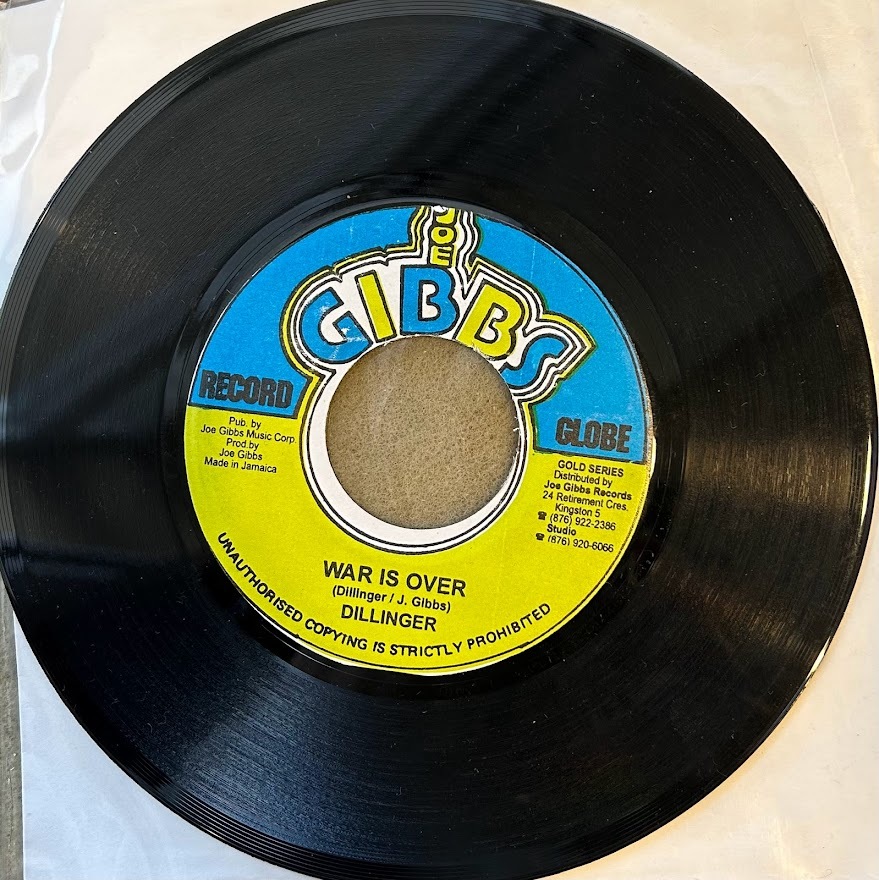 JOE
GIBBS
RECORD
GLOBE
Pub. by
Joe Gibbs Music Corp.
Prod.by
Joe Gibbs
Made in Jamaica
GOLD SERIES
Distributed by
Joe Gibbs Records
24 Retirement Cres.
Kingston 5
☎ (876) 922-2386
Studio
☎ (876) 920-6066
WAR IS OVER
(Dillinger / J. Gibbs)
DILLINGER
UNAUTHORISED COPYING IS STRICTLY PROHIBITED